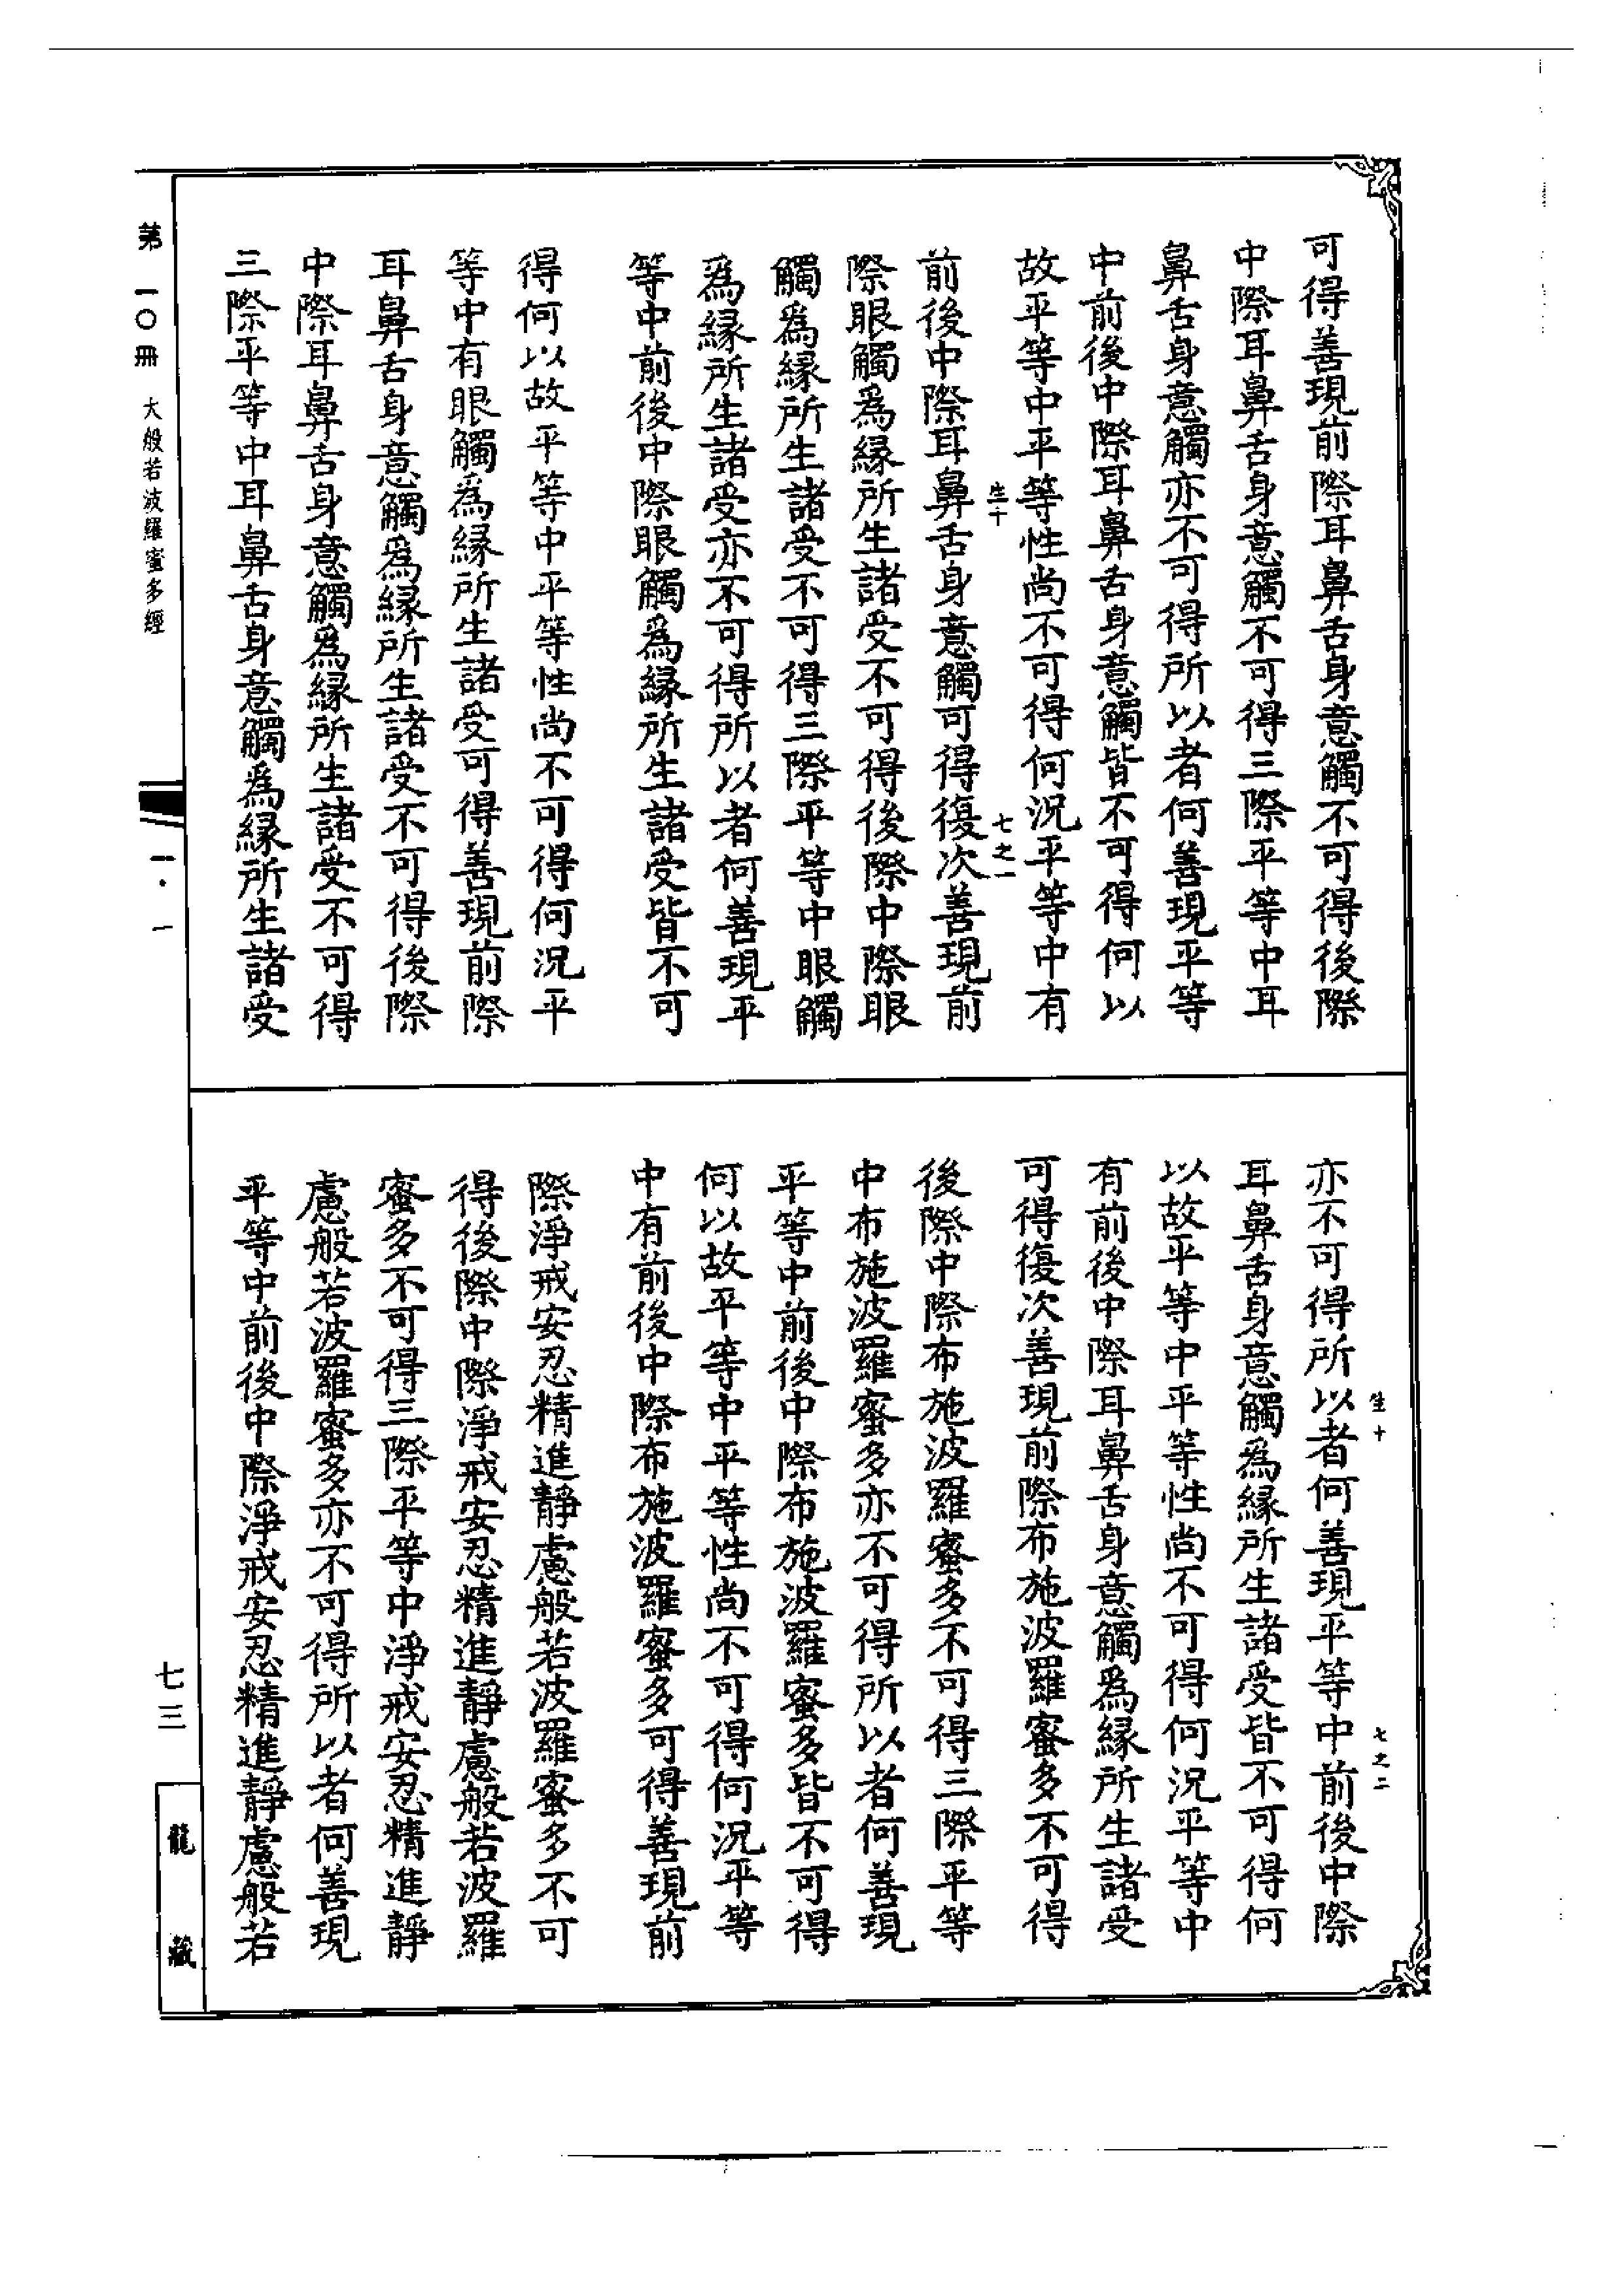 可得善現前際耳鼻舌身意觸不可得後際
中際耳鼻舌身意觸不可得三際平等中耳
鼻舌身意觸亦不可得所以者何善現平等
中前後中際耳鼻舌身意觸皆不可得何以
故平等中平等性尚不可得何況平等中有
生十 七之一
前後中際耳鼻舌身意觸可得復次善現前
際眼觸爲緣所生諸受不可得後際中際眼
觸爲緣所生諸受不可得三際平等中眼觸
爲緣所生諸受亦不可得所以者何善現平
等中前後中際眼觸爲緣所生諸受皆不可
得何以故平等中平等性尚不可得何況平
等中有眼觸爲緣所生諸受可得善現前際
耳鼻舌身意觸爲緣所生諸受不可得後際
中際耳鼻舌身意觸爲緣所生諸受不可得
三際平等中耳鼻舌身意觸爲緣所生諸受
生十 七之二
亦不可得所以者何善現平等中前後中際
耳鼻舌身意觸爲緣所生諸受皆不可得何
以故平等中平等性尚不可得何況平等中
有前後中際耳鼻舌身意觸爲緣所生諸受
可得復次善現前際布施波羅蜜多不可得
後際中際布施波羅蜜多不可得三際平等
中布施波羅蜜多亦不可得所以者何善現
平等中前後中際布施波羅蜜多皆不可得
何以故平等中平等性尚不可得何況平等
中有前後中際布施波羅蜜多可得善現前
際淨戒安忍精進靜慮般若波羅蜜多不可
得後際中際淨戒安忍精進靜慮般若波羅
蜜多不可得三際平等中淨戒安忍精進靜
慮般若波羅蜜多亦不可得所以者何善現
平等中前後中際淨戒安忍精進靜慮般若
第一〇冊 大般若波羅蜜多經
一·一
七三
龍藏